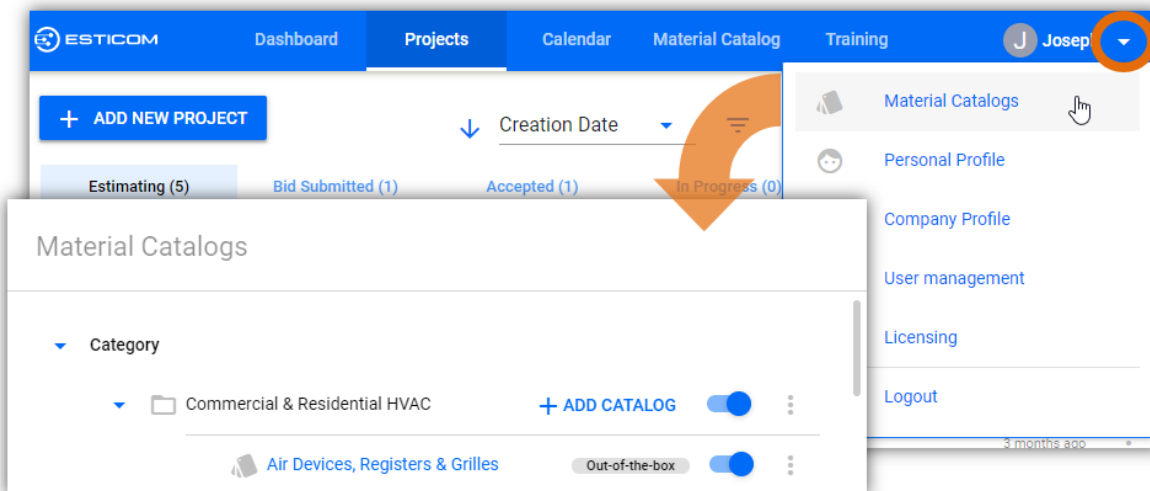 ESTICOM Dashboard Projects Calendar Material Catalog Training J Joseph
+ ADD NEW PROJECT
Creation Date
Estimating (5) Bid Submitted (1) Accepted (1) In Progress (0)
Material Catalogs
Personal Profile
Company Profile
User management
Licensing
Logout
3 months ago
Material Catalogs
Category
Commercial & Residential HVAC + ADD CATALOG
Air Devices, Registers & Grilles Out-of-the-box